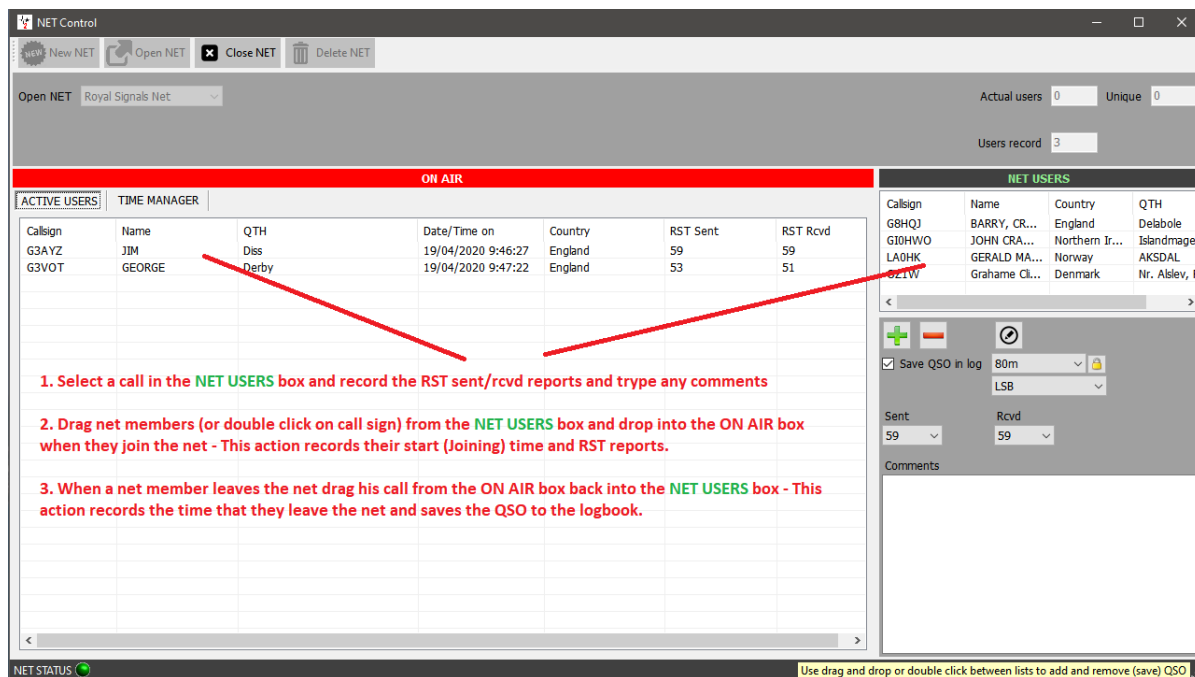 NET Control
NEW New NET Open NET Close NET Delete NET
Open NET Royal Signals Net Actual users 0 Unique 0
Users record 3
ON AIR NET USERS
ACTIVE USERS TIME MANAGER
Callsign Name QTH Date/Time on Country RST Sent RST Rcvd
G3AYZ JIM Diss 19/04/2020 9:46:27 England 59 59
G3VOT GEORGE Derby 19/04/2020 9:47:22 England 53 51
Callsign Name Country QTH
G8HQJ BARRY, CR... England Delabole
GI0HWO JOHN CRA... Northern Ir... Islandmage
LA0HK GERALD MA... Norway AKSDAL
OZ1W Grahame Cli... Denmark Nr. Alslev,
Save QSO in log 80m
LSB
Sent Rcvd
59 59
Comments
1. Select a call in the NET USERS box and record the RST sent/rcvd reports and trype any comments
2. Drag net members (or double click on call sign) from the NET USERS box and drop into the ON AIR box
when they join the net - This action records their start (Joining) time and RST reports.
3. When a net member leaves the net drag his call from the ON AIR box back into the NET USERS box - This
action records the time that they leave the net and saves the QSO to the logbook.
NET STATUS
Use drag and drop or double click between lists to add and remove (save) QSO